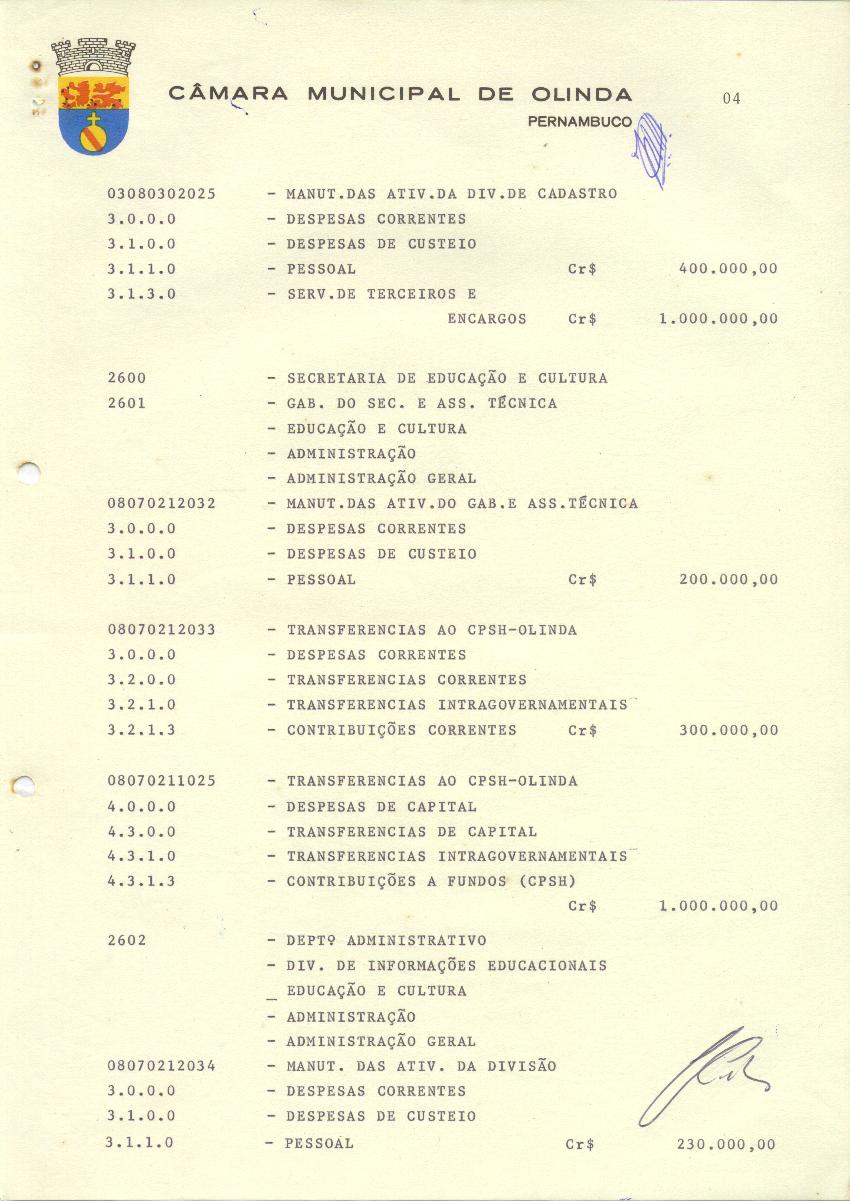 CÂMARA MUNICIPAL DE OLINDA
04
PERNAMBUCO
03080302025 - MANUT.DAS ATIV.DA DIV.DE CADASTRO
3.0.0.0 - DESPESAS CORRENTES
3.1.0.0 - DESPESAS DE CUSTEIO
3.1.1.0 - PESSOAL Cr$ 400.000,00
3.1.3.0 - SERV.DE TERCEIROS E
ENCARGOS Cr$ 1.000.000,00
2600 - SECRETARIA DE EDUCAÇÃO E CULTURA
2601 - GAB. DO SEC. E ASS. TÉCNICA
- EDUCAÇÃO E CULTURA
- ADMINISTRAÇÃO
- ADMINISTRAÇÃO GERAL
08070212032 - MANUT.DAS ATIV.DO GAB.E ASS.TÉCNICA
3.0.0.0 - DESPESAS CORRENTES
3.1.0.0 - DESPESAS DE CUSTEIO
3.1.1.0 - PESSOAL Cr$ 200.000,00
08070212033 - TRANSFERENCIAS AO CPSH-OLINDA
3.0.0.0 - DESPESAS CORRENTES
3.2.0.0 - TRANSFERENCIAS CORRENTES
3.2.1.0 - TRANSFERENCIAS INTRAGOVERNAMENTAIS
3.2.1.3 - CONTRIBUIÇÕES CORRENTES Cr$ 300.000,00
08070211025 - TRANSFERENCIAS AO CPSH-OLINDA
4.0.0.0 - DESPESAS DE CAPITAL
4.3.0.0 - TRANSFERENCIAS DE CAPITAL
4.3.1.0 - TRANSFERENCIAS INTRAGOVERNAMENTAIS
4.3.1.3 - CONTRIBUIÇÕES A FUNDOS (CPSH)
Cr$ 1.000.000,00
2602 - DEPTº ADMINISTRATIVO
- DIV. DE INFORMAÇÕES EDUCACIONAIS
_ EDUCAÇÃO E CULTURA
- ADMINISTRAÇÃO
- ADMINISTRAÇÃO GERAL
08070212034 - MANUT. DAS ATIV. DA DIVISÃO
3.0.0.0 - DESPESAS CORRENTES
3.1.0.0 - DESPESAS DE CUSTEIO
3.1.1.0 - PESSOAL Cr$ 230.000,00